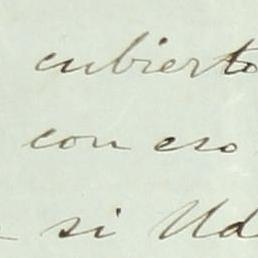 cubierto
con eso
si Ud